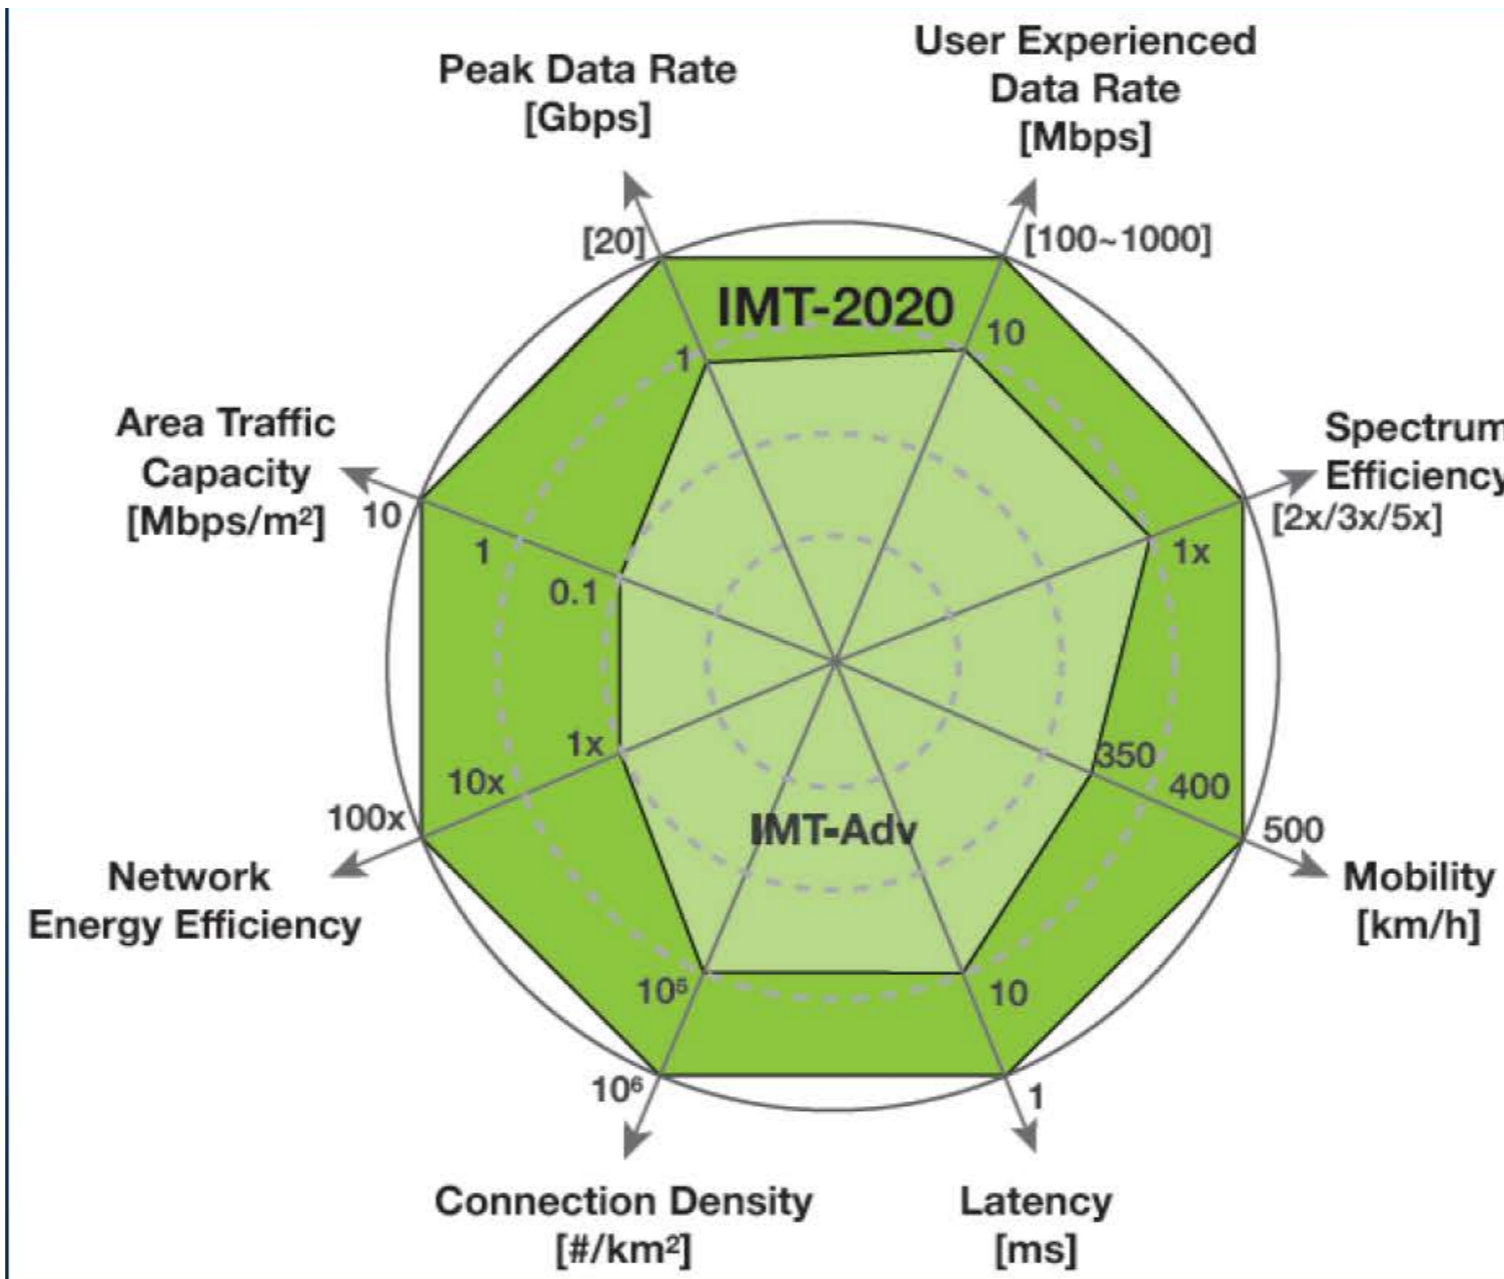 Peak Data Rate
[Gbps]
User Experienced
Data Rate
[Mbps]
[20]
[100~1000]
IMT-2020
1
10
Area Traffic
Capacity
[Mbps/m²]
10
1
0.1
Spectrum
Efficiency
[2x/3x/5x]
1x
1x
10x
100x
350
400
500
Network
Energy Efficiency
IMT-Adv
Mobility
[km/h]
10⁵
10
10⁶
1
Connection Density
[#/km²]
Latency
[ms]